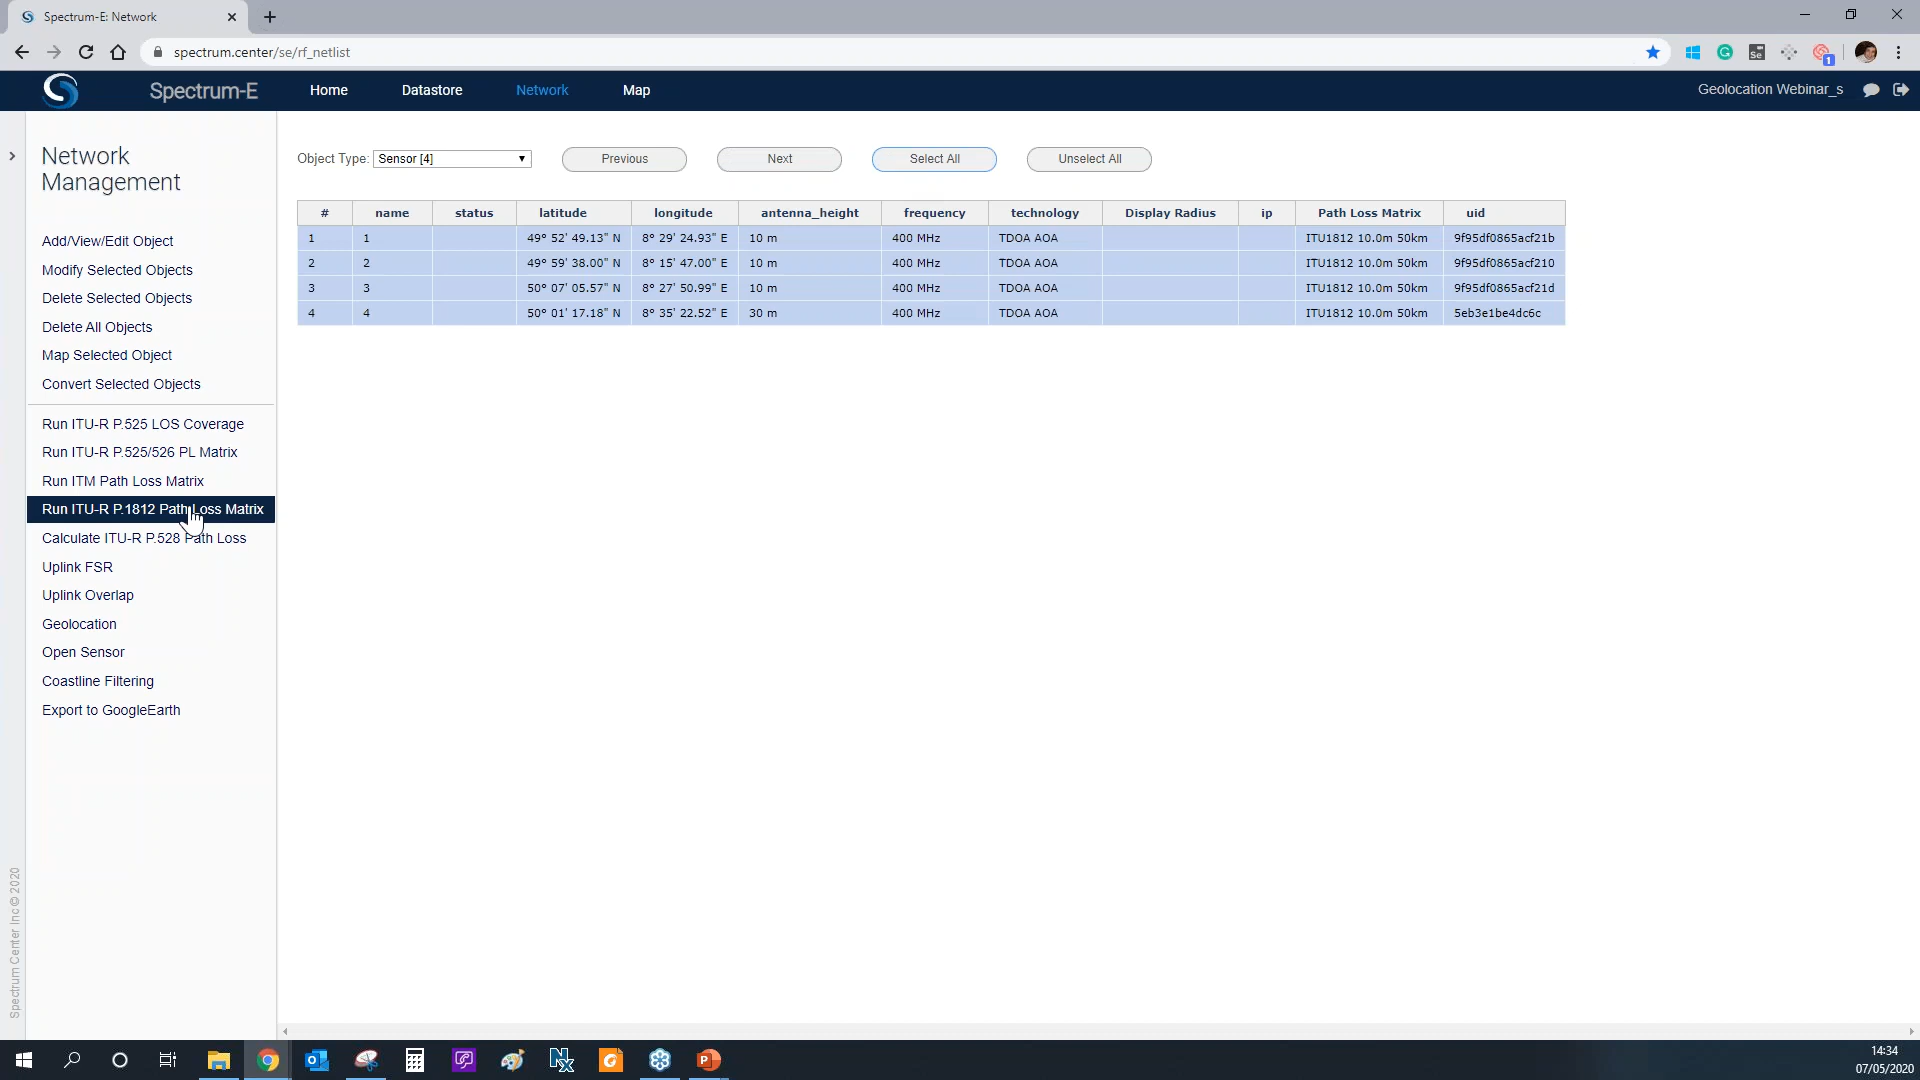 Spectrum-E: Network
spectrum.center/se/rf_netlist
1
Spectrum-E
Home
Datastore
Network
Map
Geolocation Webinar_s
Network
Management
Add/View/Edit Object
Modify Selected Objects
Delete Selected Objects
Delete All Objects
Map Selected Object
Convert Selected Objects
Run ITU-R P.525 LOS Coverage
Run ITU-R P.525/526 PL Matrix
Run ITM Path Loss Matrix
Run ITU-R P.1812 Path Loss Matrix
Calculate ITU-R P.528 Path Loss
Uplink FSR
Uplink Overlap
Geolocation
Open Sensor
Coastline Filtering
Export to GoogleEarth
Spectrum Center Inc © 2020
Object Type: Sensor [4] Previous Next Select All Unselect All
# name status latitude longitude antenna_height frequency technology Display Radius ip Path Loss Matrix uid
1 1 49° 52' 49.13" N 8° 29' 24.93" E 10 m 400 MHz TDOA AOA ITU1812 10.0m 50km 9f95df0865acf21b
2 2 49° 59' 38.00" N 8° 15' 47.00" E 10 m 400 MHz TDOA AOA ITU1812 10.0m 50km 9f95df0865acf210
3 3 50° 07' 05.57" N 8° 27' 50.99" E 10 m 400 MHz TDOA AOA ITU1812 10.0m 50km 9f95df0865acf21d
4 4 50° 01' 17.18" N 8° 35' 22.52" E 30 m 400 MHz TDOA AOA ITU1812 10.0m 50km 5eb3e1be4dc6c
14:34
07/05/2020